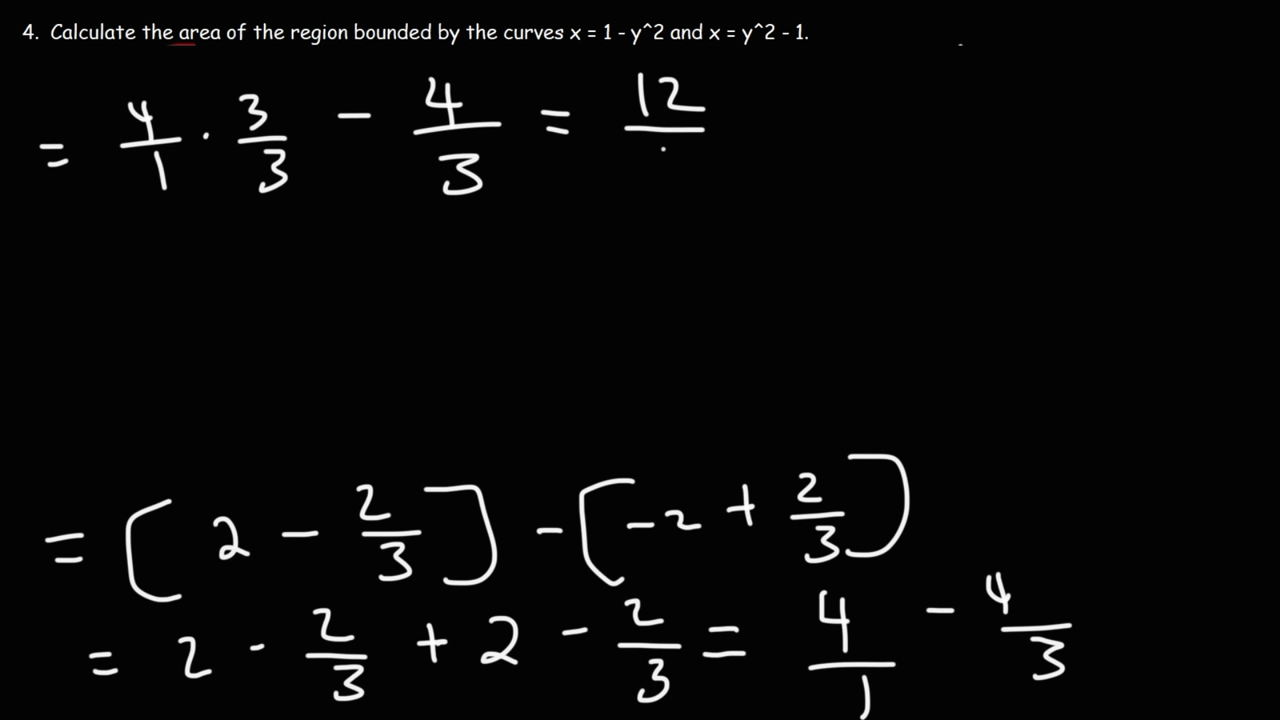 4. Calculate the area of the region bounded by the curves x = 1 - y^2 and x = y^2 - 1.
= 4/1 · 3/3 - 4/3 = 12/
= [2 - 2/3] - [-2 + 2/3]
= 2 - 2/3 + 2 - 2/3 = 4/1 - 4/3